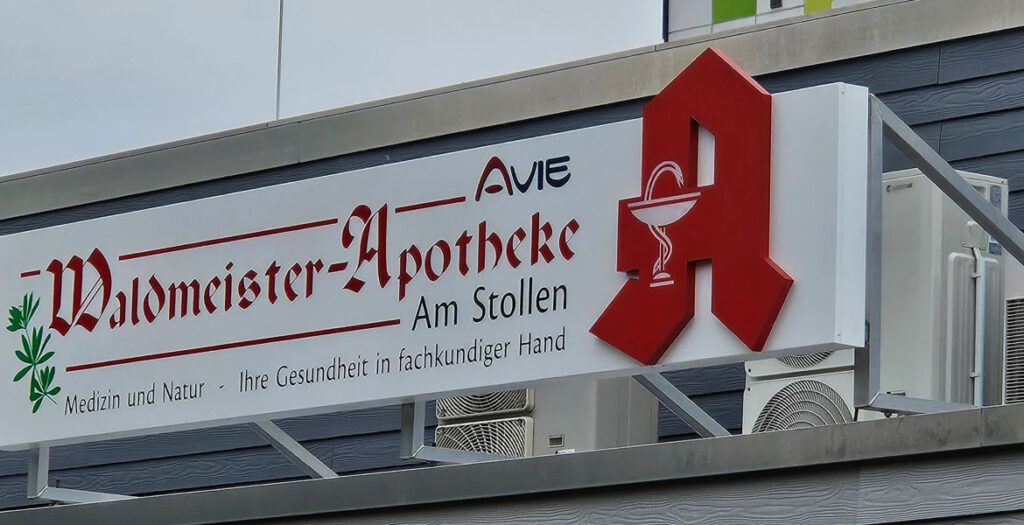 AVIE
Waldmeister-Apotheke
Am Stollen
Medizin und Natur - Ihre Gesundheit in fachkundiger Hand
A